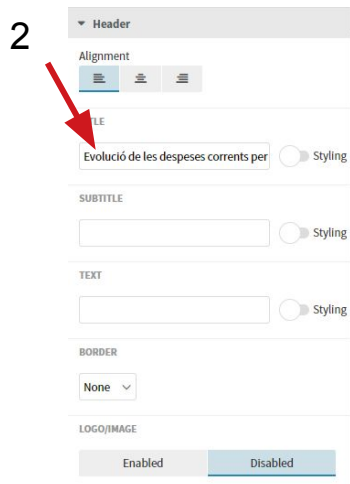 2
Header
Alignment
Evolució de les despeses corrents per
Styling
SUBTITLE
Styling
TEXT
Styling
BORDER
None
LOGO/IMAGE
Enabled Disabled